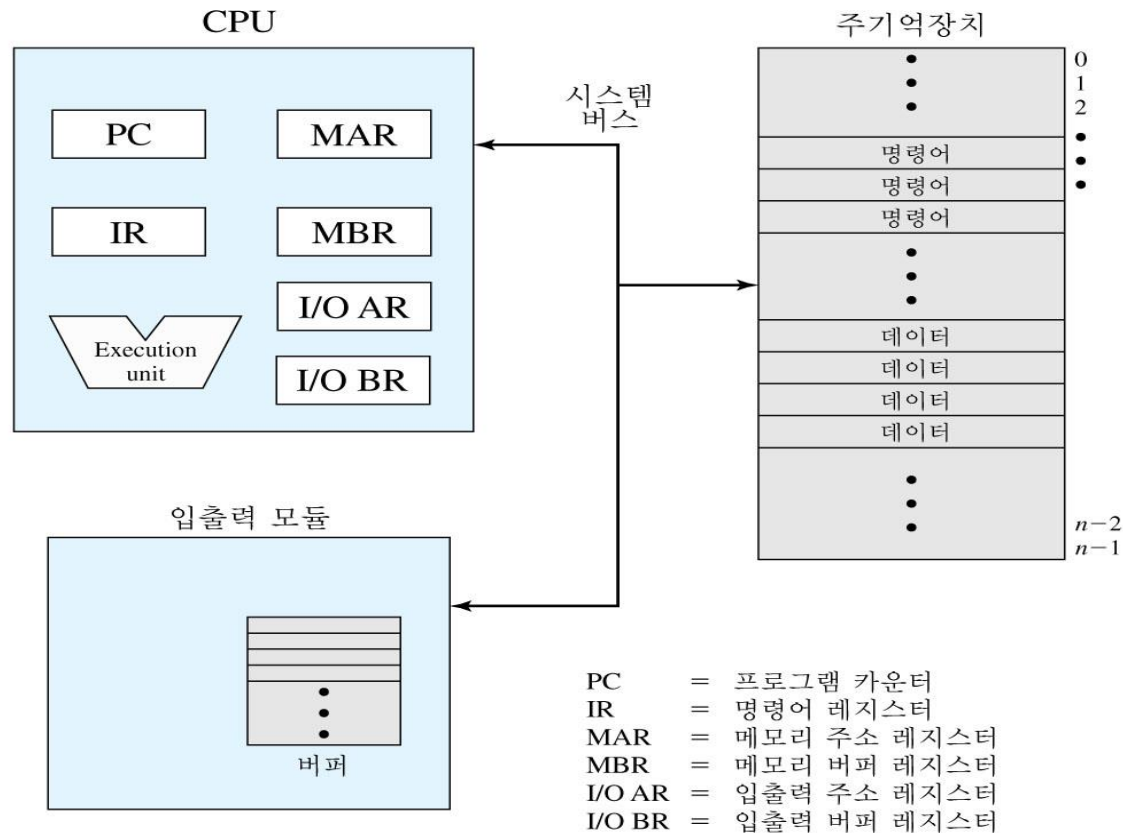 CPU
PC
MAR
IR
MBR
I/O AR
I/O BR
Execution
unit
시스템
버스
주기억장치
0
1
2
명령어
명령어
명령어
데이터
데이터
데이터
데이터
n−2
n−1
입출력 모듈
버퍼
PC = 프로그램 카운터
IR = 명령어 레지스터
MAR = 메모리 주소 레지스터
MBR = 메모리 버퍼 레지스터
I/O AR = 입출력 주소 레지스터
I/O BR = 입출력 버퍼 레지스터